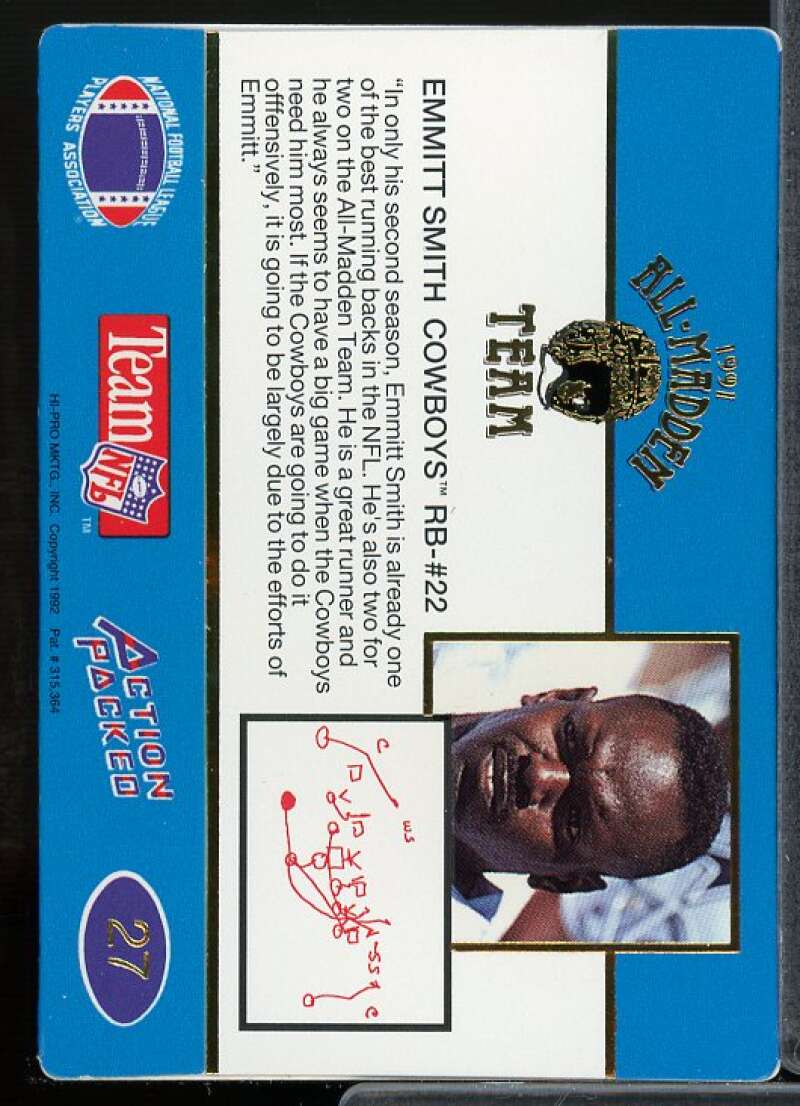 1991
ALL-MADDEN
TEAM
EMMITT SMITH COWBOYS™ RB-#22
“In only his second season, Emmitt Smith is already one
of the best running backs in the NFL. He's also two for
two on the All-Madden Team. He is a great runner and
he always seems to have a big game when the Cowboys
need him most. If the Cowboys are going to do it
offfensively, it is going to be largely due to the efforts of
Emmitt.”
C
WS
SS
C
NATIONAL FOOTBALL LEAGUE
PLAYERS ASSOCIATION
Team NFL™
ACTION
PACKED
27
HI-PRO MKTG., INC. Copyright 1992 Pat. # 315,364